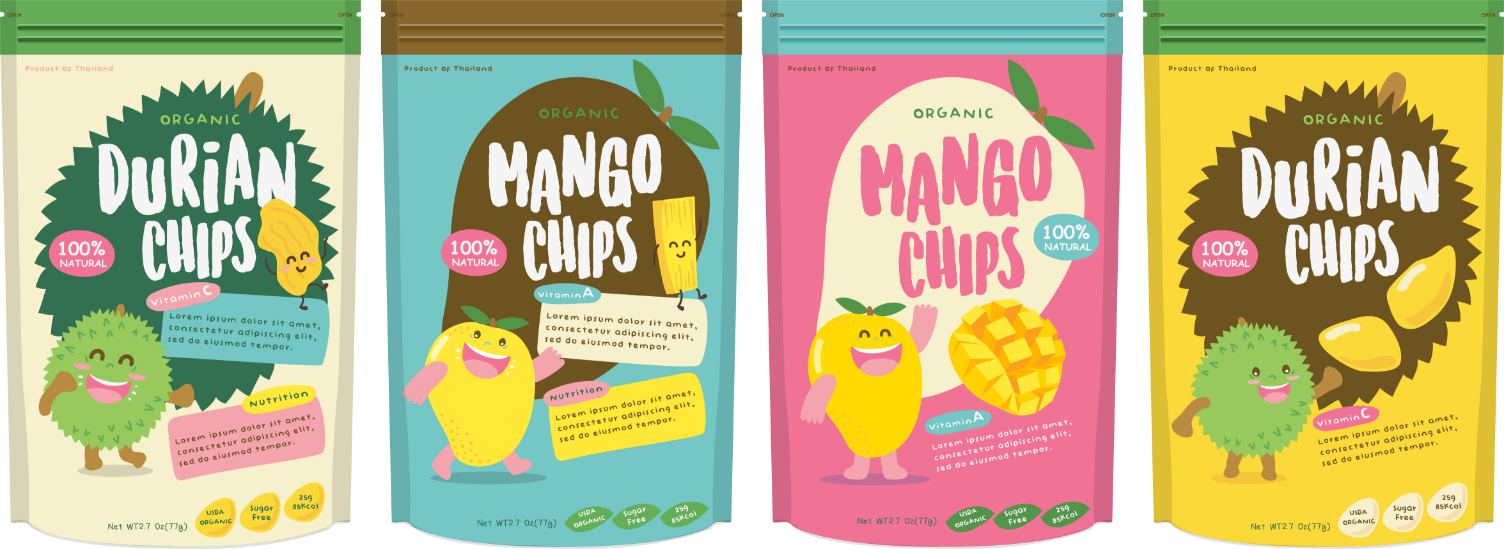 OPEN
OPEN
Product Of Thailand
ORGANIC
DURiAN
CHIPS
100%
NATURAL
vitamin C
Lorem ipsum dolor sit amet,
consectetur adipiscing elit,
sed do eiusmod tempor.
Nutrition
Lorem ipsum dolor sit amet,
consectetur adipiscing elit,
sed do eiusmod tempor.
Net WT2.7 Oz(77g)
USDA
ORGANIC
Sugar
Free
25g
85Kcal
OPEN
OPEN
Product Of Thailand
ORGANIC
MANGO
CHIPS
100%
NATURAL
vitamin A
Lorem ipsum dolor sit amet,
consectetur adipiscing elit,
sed do eiusmod tempor.
Nutrition
Lorem ipsum dolor sit amet,
consectetur adipiscing elit,
sed do eiusmod tempor.
Net WT2.7 Oz(77g)
USDA
ORGANIC
Sugar
Free
25g
85Kcal
OPEN
OPEN
Product Of Thailand
ORGANIC
MANGO
CHIPS
100%
NATURAL
vitamin A
Lorem ipsum dolor sit amet,
consectetur adipiscing elit,
sed do eiusmod tempor.
Net WT2.7 Oz(77g)
USDA
ORGANIC
Sugar
Free
25g
85Kcal
OPEN
OPEN
Product Of Thailand
ORGANIC
DURiAN
CHIPS
100%
NATURAL
vitamin C
Lorem ipsum dolor sit amet,
consectetur adipiscing elit,
sed do eiusmod tempor.
Net WT2.7 Oz(77g)
USDA
ORGANIC
Sugar
Free
25g
85Kcal